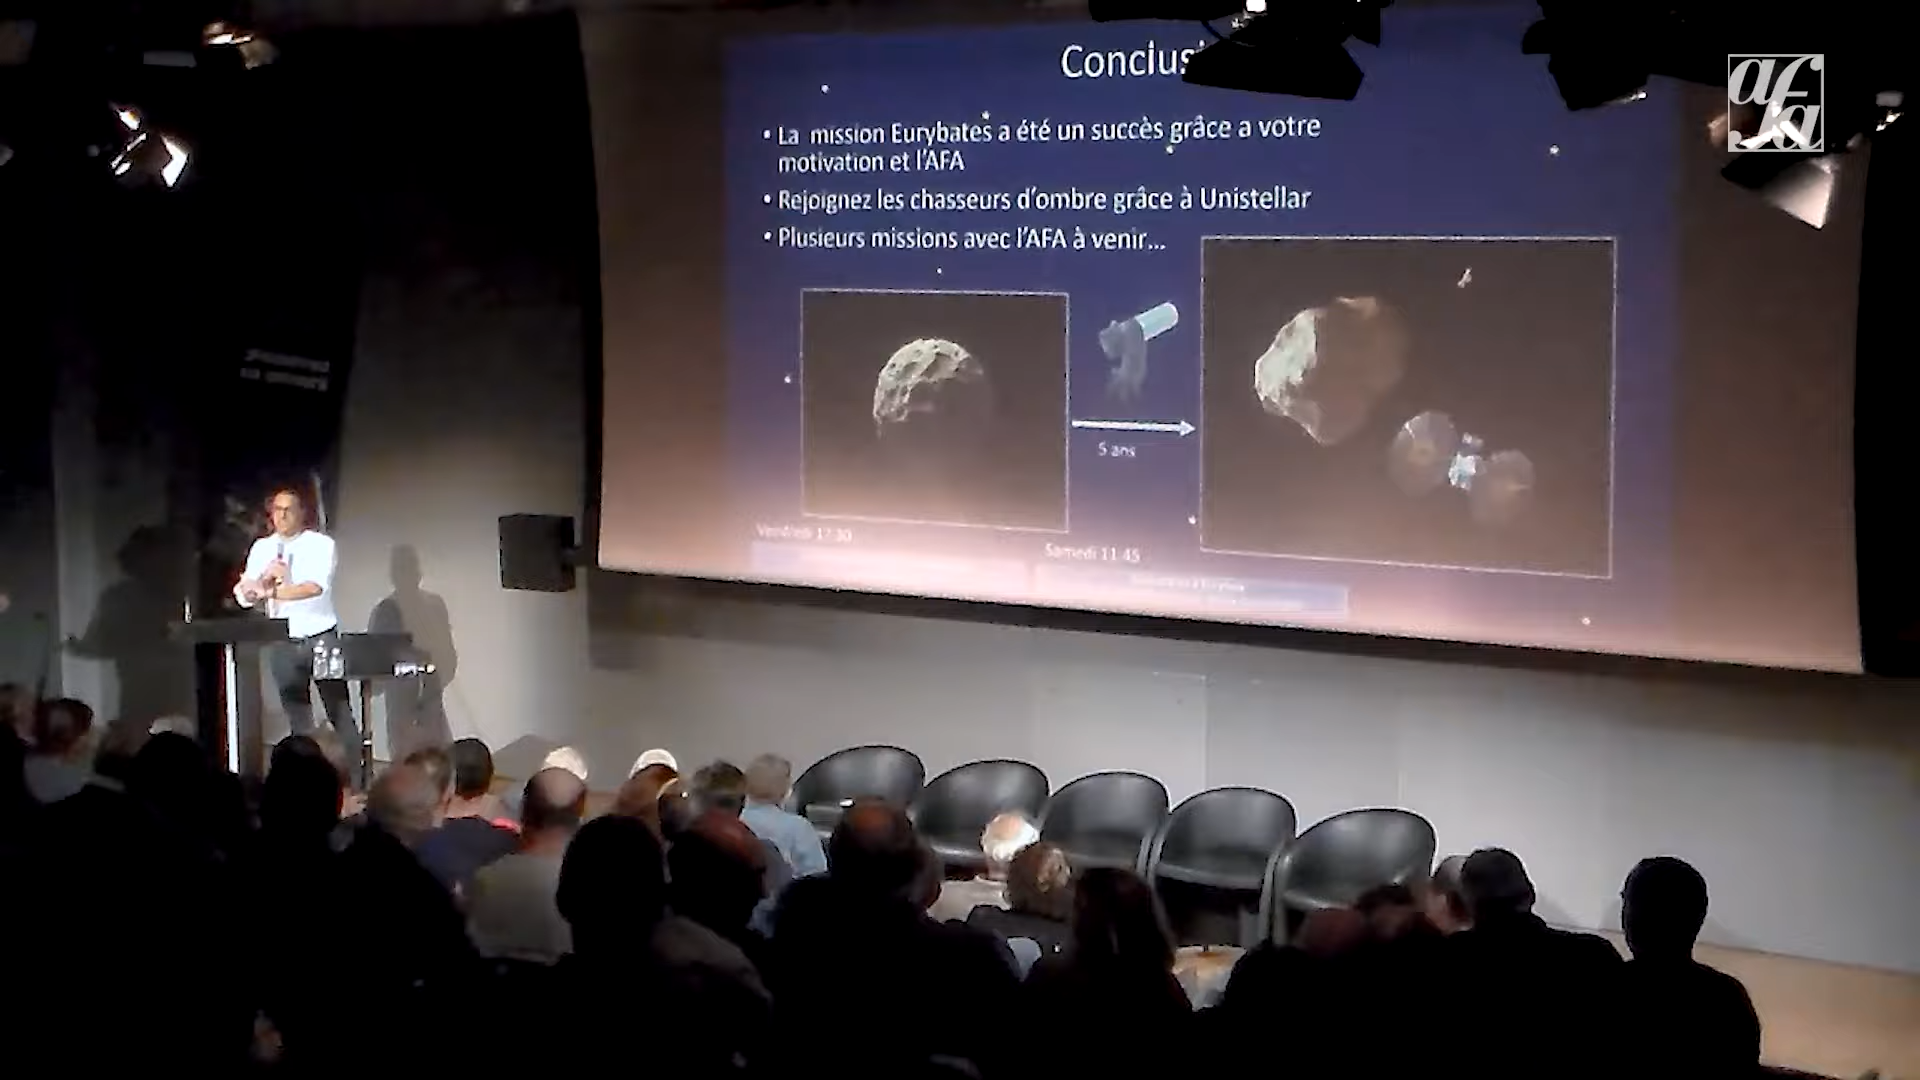 Conclusi
afa
• La mission Eurybates a été un succès grâce a votre
motivation et l'AFA
• Rejoignez les chasseurs d'ombre grâce à Unistellar
• Plusieurs missions avec l'AFA à venir...
5 ans
Vendredi 17:30
Samedi 11:45